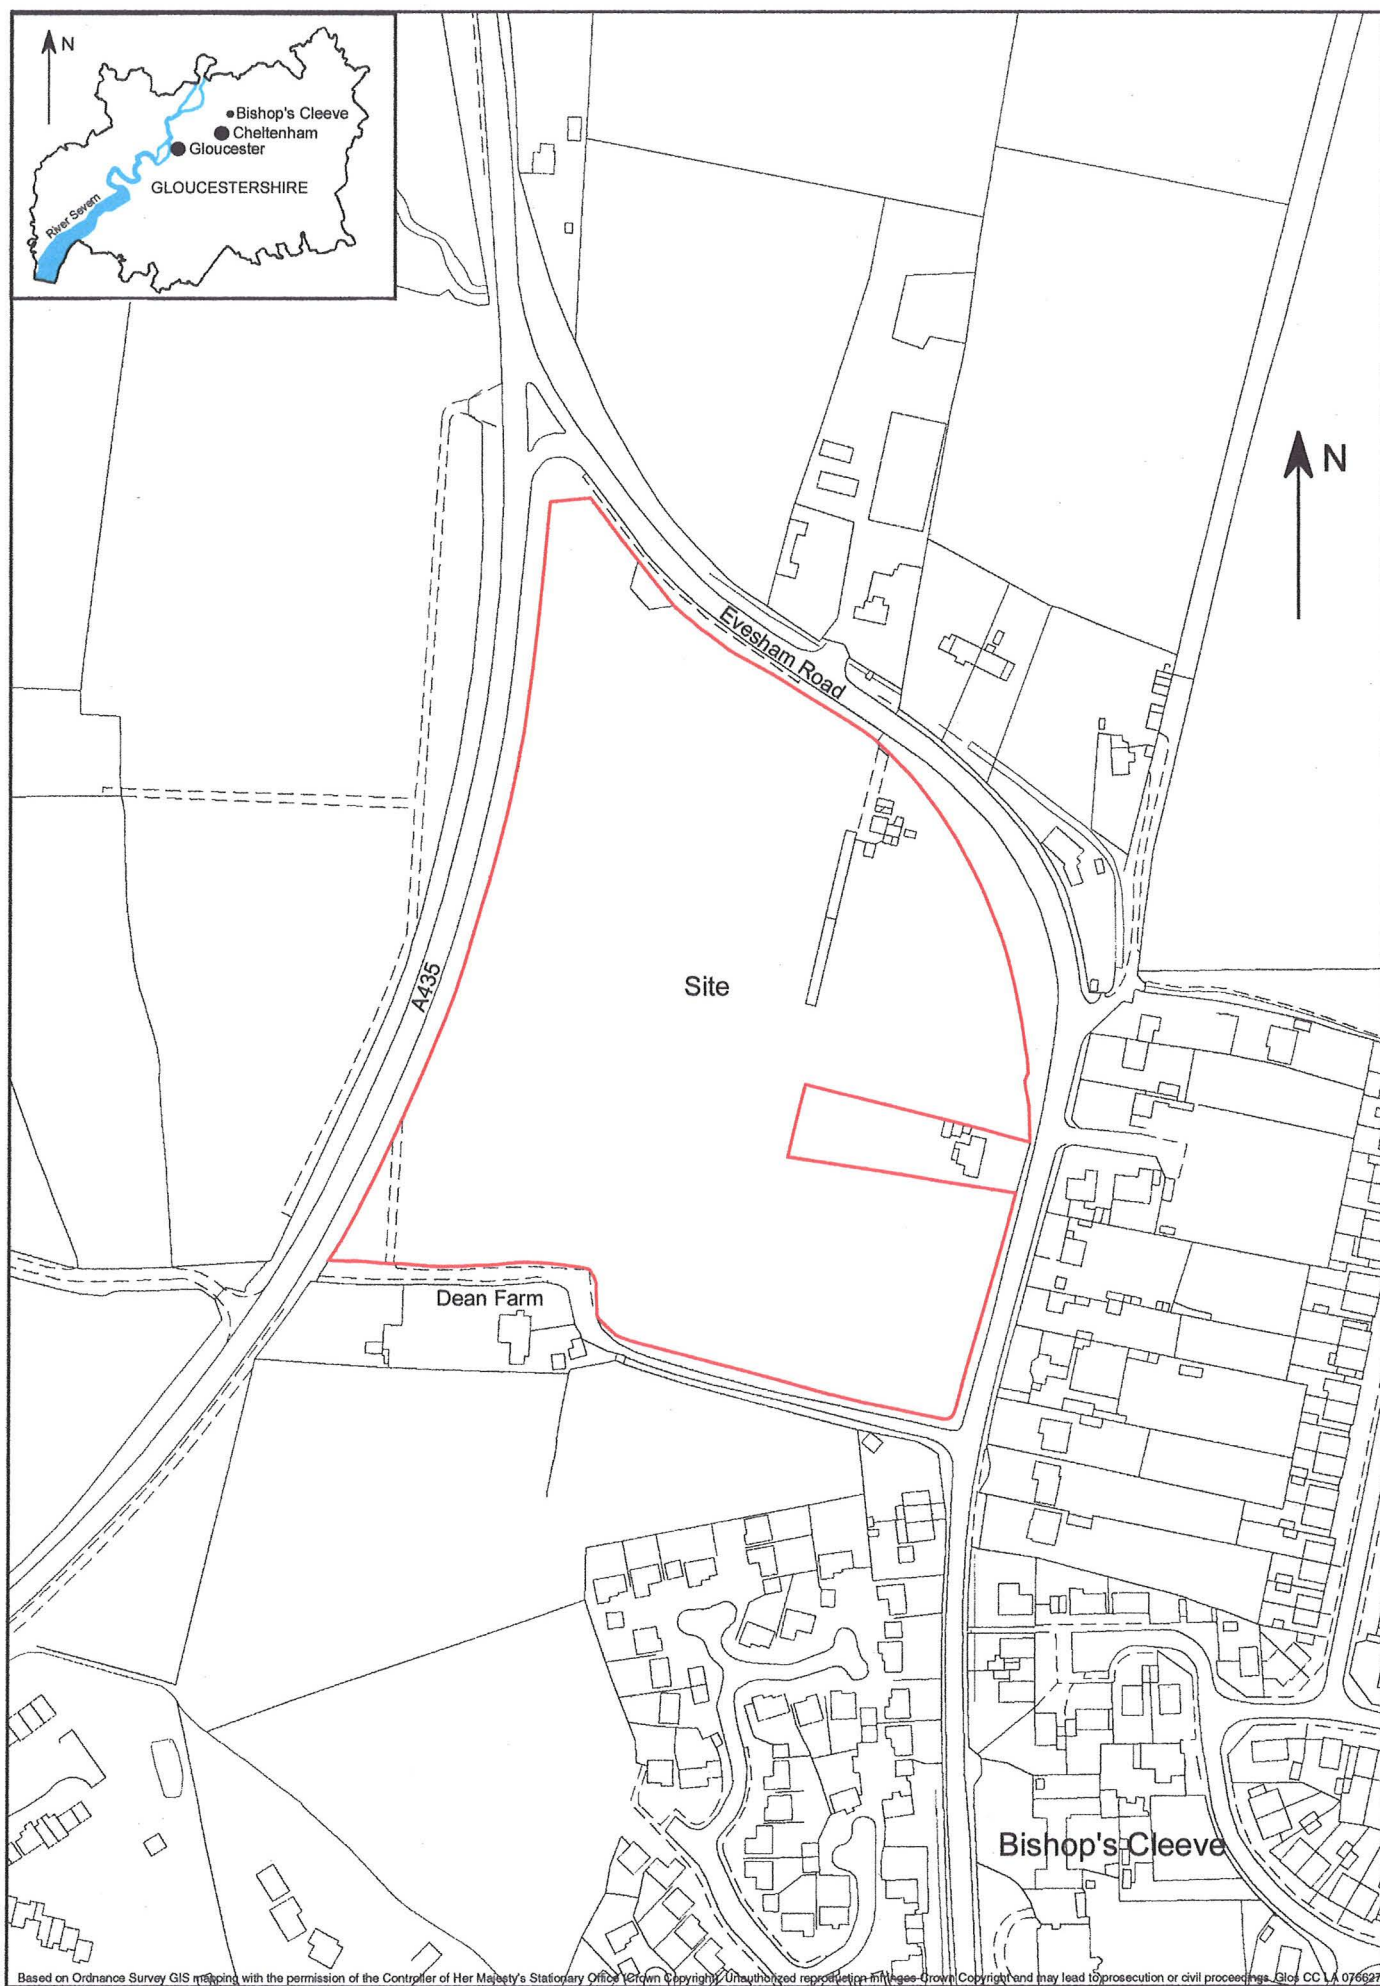 N
Bishop's Cleeve
Cheltenham
Gloucester
GLOUCESTERSHIRE
River Severn
N
Evesham Road
A435
Site
Dean Farm
Bishop's Cleeve
Based on Ordnance Survey GIS mapping with the permission of the Controller of Her Majesty's Stationary Office (Crown Copyright). Unauthorized reproduction infringes Crown Copyright and may lead to prosecution or civil proceedings. Glos CC LA 076627